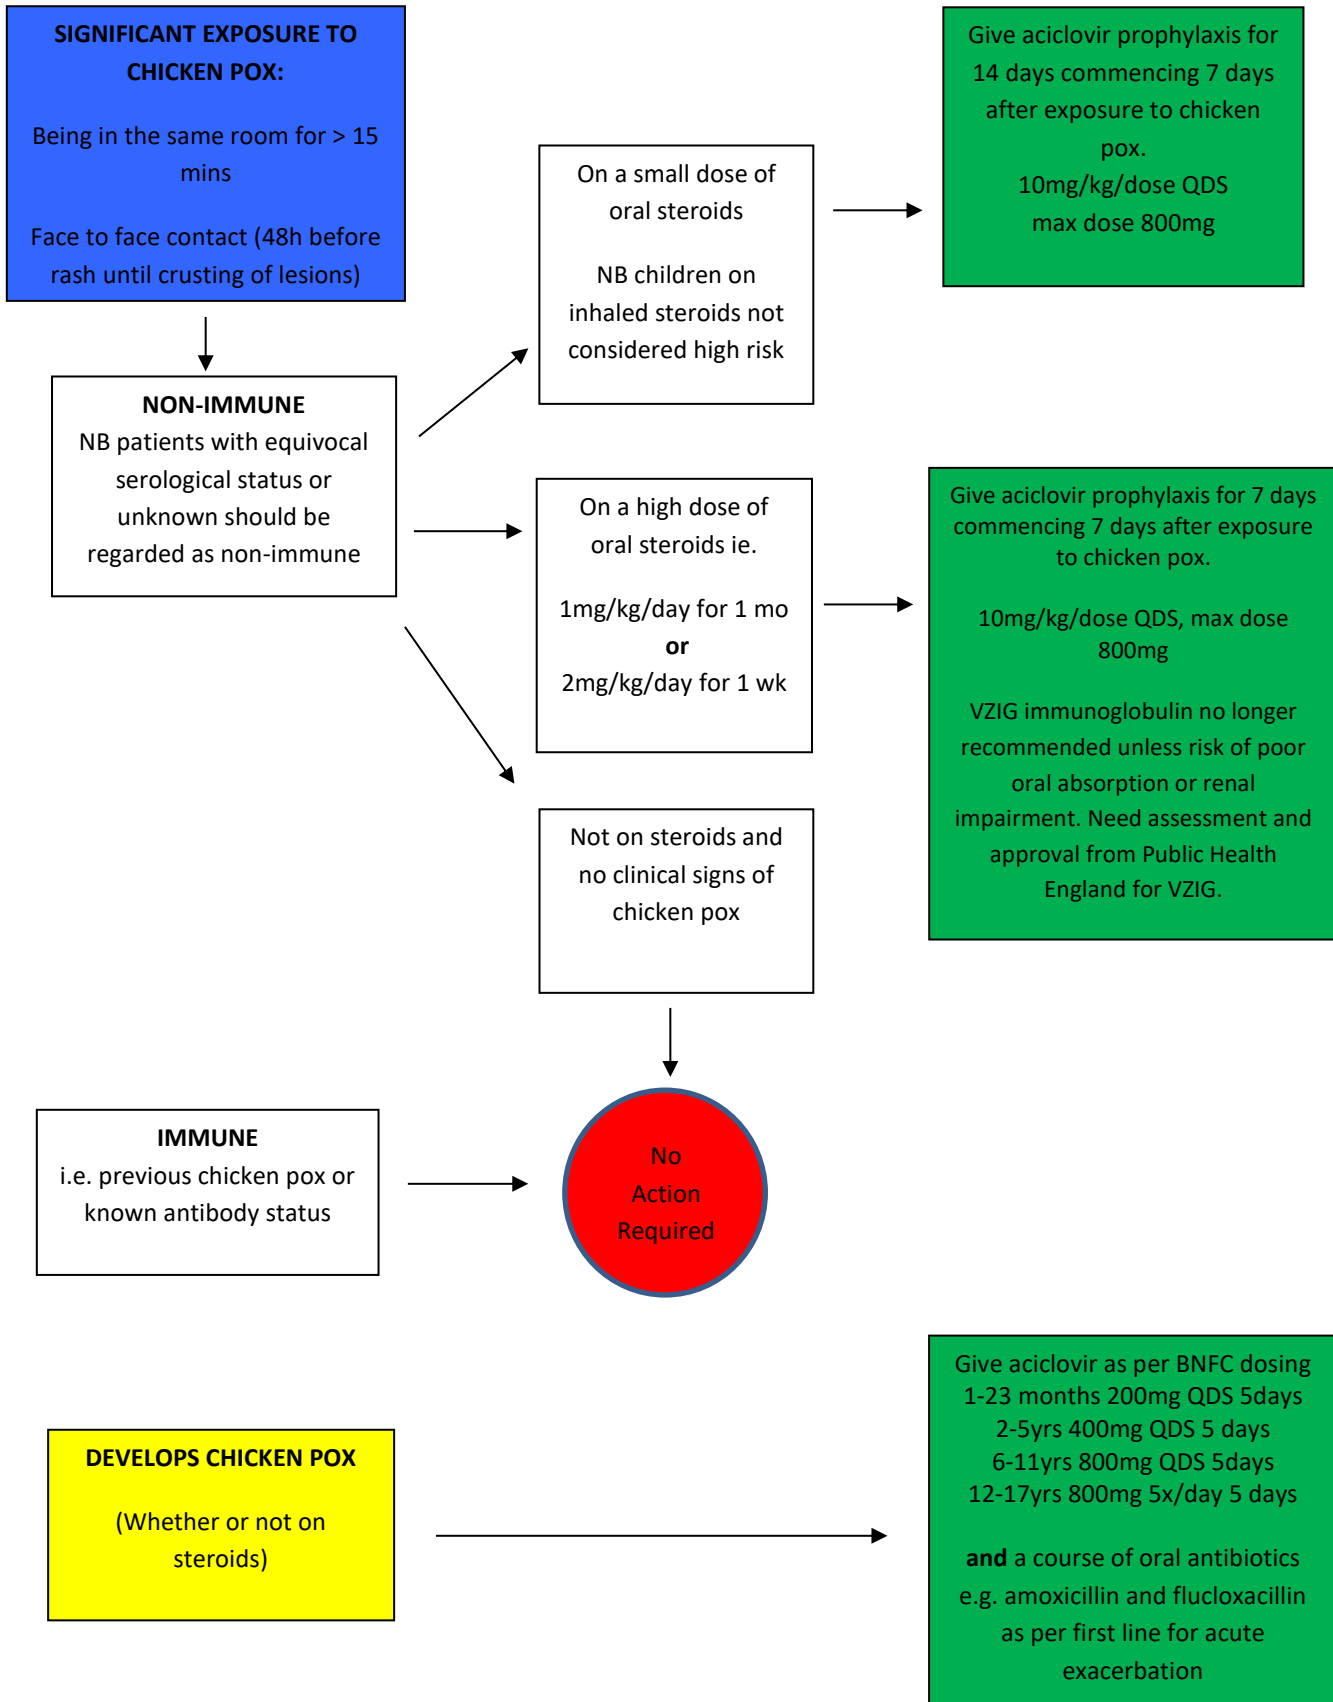 SIGNIFICANT EXPOSURE TO
CHICKEN POX:
Being in the same room for > 15
mins
Face to face contact (48h before
rash until crusting of lesions)
NON-IMMUNE
NB patients with equivocal
serological status or
unknown should be
regarded as non-immune
On a small dose of
oral steroids
NB children on
inhaled steroids not
considered high risk
Give aciclovir prophylaxis for
14 days commencing 7 days
after exposure to chicken
pox.
10mg/kg/dose QDS
max dose 800mg
On a high dose of
oral steroids ie.
1mg/kg/day for 1 mo
or
2mg/kg/day for 1 wk
Give aciclovir prophylaxis for 7 days
commencing 7 days after exposure
to chicken pox.
10mg/kg/dose QDS, max dose
800mg
VZIG immunoglobulin no longer
recommended unless risk of poor
oral absorption or renal
impairment. Need assessment and
approval from Public Health
England for VZIG.
Not on steroids and
no clinical signs of
chicken pox
IMMUNE
i.e. previous chicken pox or
known antibody status
No
Action
Required
DEVELOPS CHICKEN POX
(Whether or not on
steroids)
Give aciclovir as per BNFC dosing
1-23 months 200mg QDS 5days
2-5yrs 400mg QDS 5 days
6-11yrs 800mg QDS 5days
12-17yrs 800mg 5x/day 5 days
and a course of oral antibiotics
e.g. amoxicillin and flucloxacillin
as per first line for acute
exacerbation